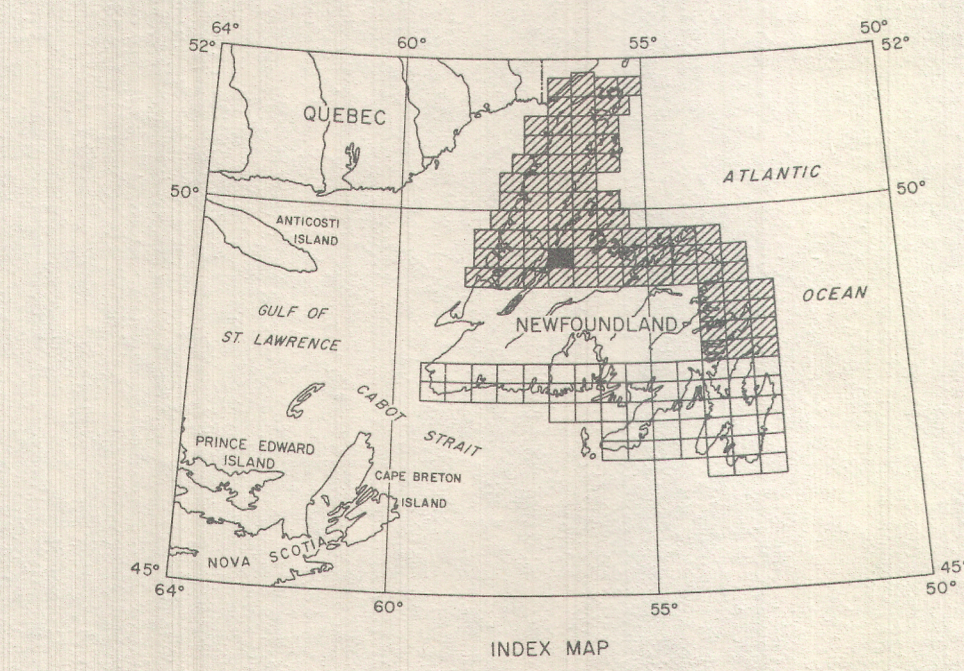 64°
60°
55°
50°
52°
52°
QUEBEC
ATLANTIC
50°
50°
ANTICOSTI
ISLAND
OCEAN
GULF OF
ST. LAWRENCE
NEWFOUNDLAND
CABOT
STRAIT
PRINCE EDWARD
ISLAND
CAPE BRETON
ISLAND
NOVA SCOTIA
45°
45°
64°
60°
55°
50°
INDEX MAP